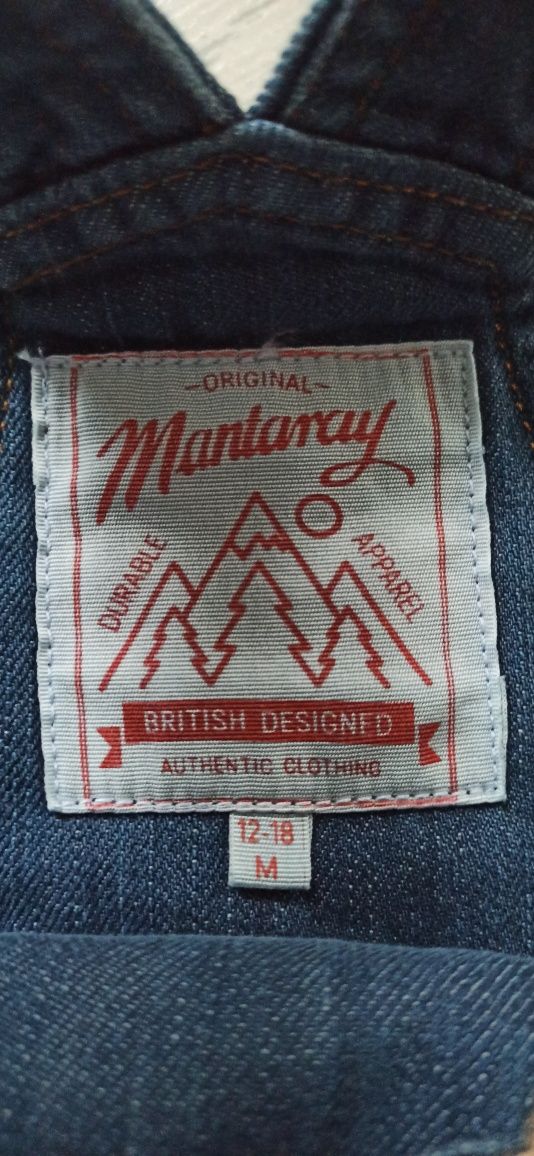 -ORIGINAL-
Mantaray
DURABLE
APPAREL
BRITISH DESIGNED
AUTHENTIC CLOTHING
12-18
M